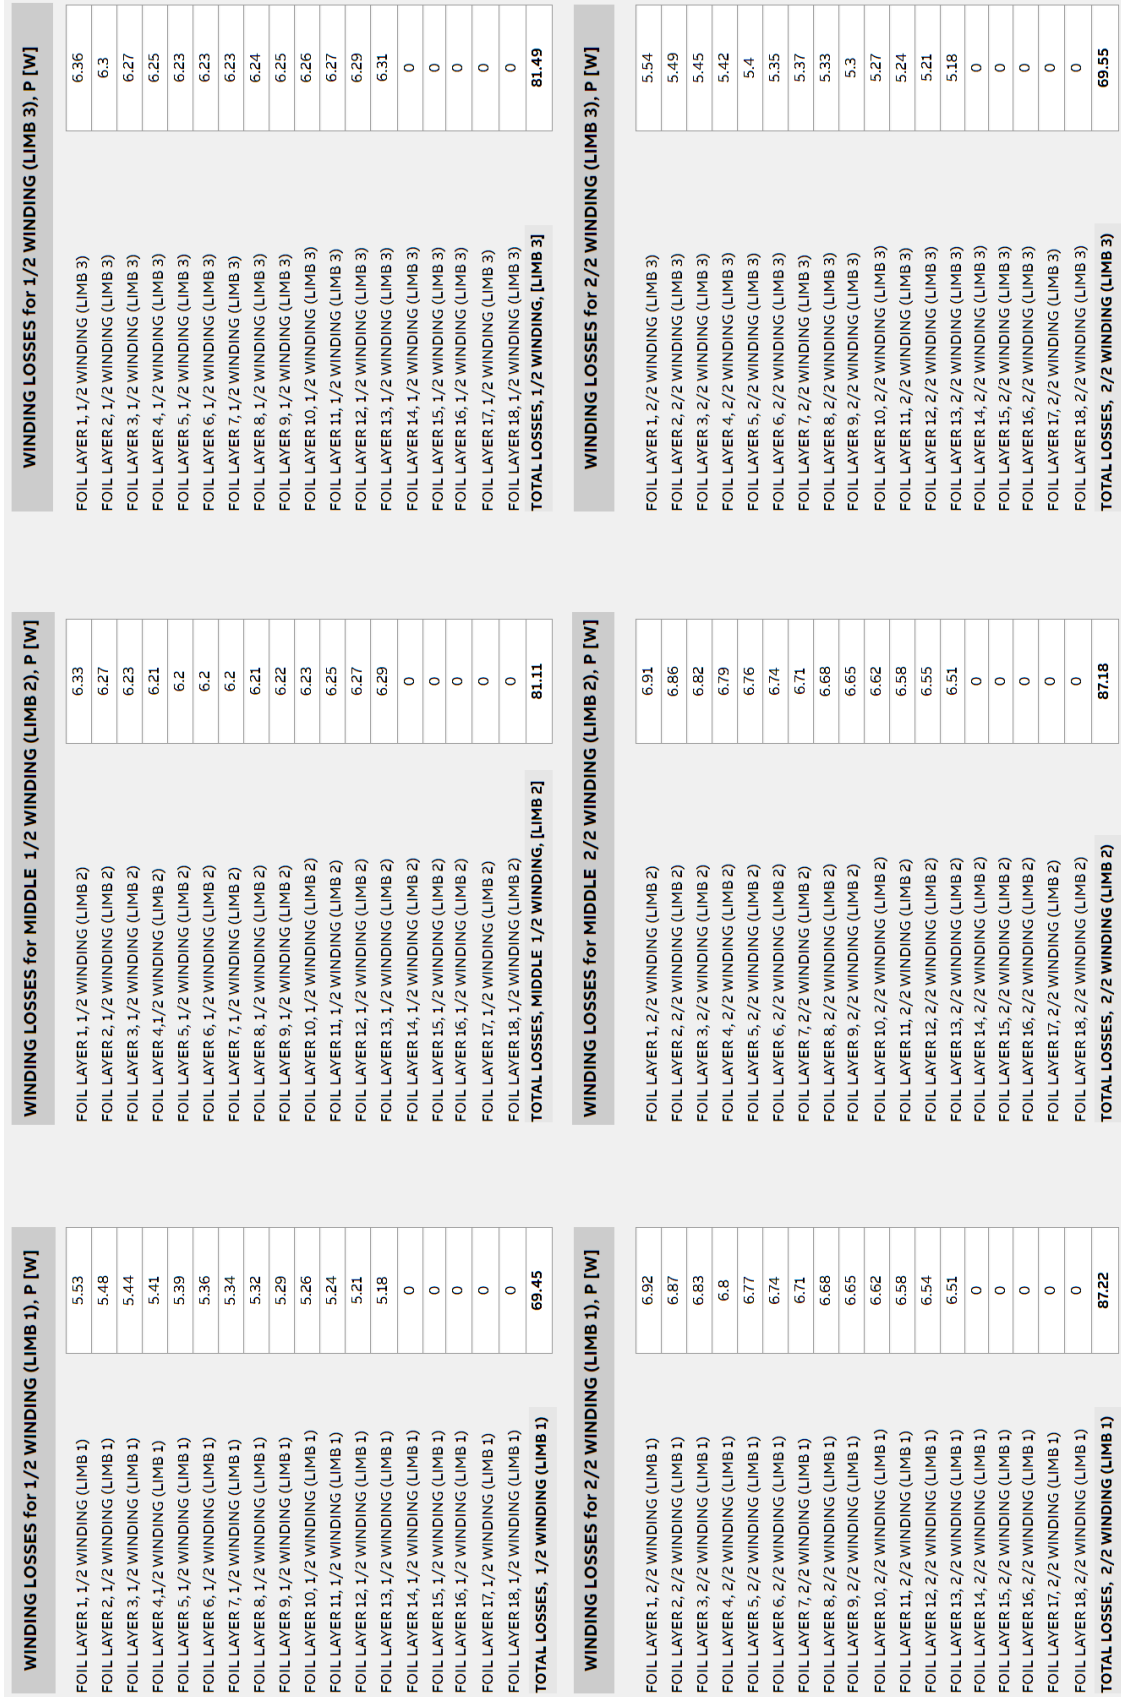 WINDING LOSSES for 1/2 WINDING (LIMB 1), P [W]
FOIL LAYER 1, 1/2 WINDING (LIMB 1) 5.53
FOIL LAYER 2, 1/2 WINDING (LIMB 1) 5.48
FOIL LAYER 3, 1/2 WINDING (LIMB 1) 5.44
FOIL LAYER 4,1/2 WINDING (LIMB 1) 5.41
FOIL LAYER 5, 1/2 WINDING (LIMB 1) 5.39
FOIL LAYER 6, 1/2 WINDING (LIMB 1) 5.36
FOIL LAYER 7, 1/2 WINDING (LIMB 1) 5.34
FOIL LAYER 8, 1/2 WINDING (LIMB 1) 5.32
FOIL LAYER 9, 1/2 WINDING (LIMB 1) 5.29
FOIL LAYER 10, 1/2 WINDING (LIMB 1) 5.26
FOIL LAYER 11, 1/2 WINDING (LIMB 1) 5.24
FOIL LAYER 12, 1/2 WINDING (LIMB 1) 5.21
FOIL LAYER 13, 1/2 WINDING (LIMB 1) 5.18
FOIL LAYER 14, 1/2 WINDING (LIMB 1) 0
FOIL LAYER 15, 1/2 WINDING (LIMB 1) 0
FOIL LAYER 16, 1/2 WINDING (LIMB 1) 0
FOIL LAYER 17, 1/2 WINDING (LIMB 1) 0
FOIL LAYER 18, 1/2 WINDING (LIMB 1) 0
TOTAL LOSSES, 1/2 WINDING (LIMB 1) 69.45
WINDING LOSSES for MIDDLE 1/2 WINDING (LIMB 2), P [W]
FOIL LAYER 1, 1/2 WINDING (LIMB 2) 6.33
FOIL LAYER 2, 1/2 WINDING (LIMB 2) 6.27
FOIL LAYER 3, 1/2 WINDING (LIMB 2) 6.23
FOIL LAYER 4,1/2 WINDING (LIMB 2) 6.21
FOIL LAYER 5, 1/2 WINDING (LIMB 2) 6.2
FOIL LAYER 6, 1/2 WINDING (LIMB 2) 6.2
FOIL LAYER 7, 1/2 WINDING (LIMB 2) 6.2
FOIL LAYER 8, 1/2 WINDING (LIMB 2) 6.21
FOIL LAYER 9, 1/2 WINDING (LIMB 2) 6.22
FOIL LAYER 10, 1/2 WINDING (LIMB 2) 6.23
FOIL LAYER 11, 1/2 WINDING (LIMB 2) 6.25
FOIL LAYER 12, 1/2 WINDING (LIMB 2) 6.27
FOIL LAYER 13, 1/2 WINDING (LIMB 2) 6.29
FOIL LAYER 14, 1/2 WINDING (LIMB 2) 0
FOIL LAYER 15, 1/2 WINDING (LIMB 2) 0
FOIL LAYER 16, 1/2 WINDING (LIMB 2) 0
FOIL LAYER 17, 1/2 WINDING (LIMB 2) 0
FOIL LAYER 18, 1/2 WINDING (LIMB 2) 0
TOTAL LOSSES, MIDDLE 1/2 WINDING, [LIMB 2] 81.11
WINDING LOSSES for 1/2 WINDING (LIMB 3), P [W]
FOIL LAYER 1, 1/2 WINDING (LIMB 3) 6.36
FOIL LAYER 2, 1/2 WINDING (LIMB 3) 6.3
FOIL LAYER 3, 1/2 WINDING (LIMB 3) 6.27
FOIL LAYER 4, 1/2 WINDING (LIMB 3) 6.25
FOIL LAYER 5, 1/2 WINDING (LIMB 3) 6.23
FOIL LAYER 6, 1/2 WINDING (LIMB 3) 6.23
FOIL LAYER 7, 1/2 WINDING (LIMB 3) 6.23
FOIL LAYER 8, 1/2 WINDING (LIMB 3) 6.24
FOIL LAYER 9, 1/2 WINDING (LIMB 3) 6.25
FOIL LAYER 10, 1/2 WINDING (LIMB 3) 6.26
FOIL LAYER 11, 1/2 WINDING (LIMB 3) 6.27
FOIL LAYER 12, 1/2 WINDING (LIMB 3) 6.29
FOIL LAYER 13, 1/2 WINDING (LIMB 3) 6.31
FOIL LAYER 14, 1/2 WINDING (LIMB 3) 0
FOIL LAYER 15, 1/2 WINDING (LIMB 3) 0
FOIL LAYER 16, 1/2 WINDING (LIMB 3) 0
FOIL LAYER 17, 1/2 WINDING (LIMB 3) 0
FOIL LAYER 18, 1/2 WINDING (LIMB 3) 0
TOTAL LOSSES, 1/2 WINDING, [LIMB 3] 81.49
WINDING LOSSES for 2/2 WINDING (LIMB 1), P [W]
FOIL LAYER 1, 2/2 WINDING (LIMB 1) 6.92
FOIL LAYER 2, 2/2 WINDING (LIMB 1) 6.87
FOIL LAYER 3, 2/2 WINDING (LIMB 1) 6.83
FOIL LAYER 4, 2/2 WINDING (LIMB 1) 6.8
FOIL LAYER 5, 2/2 WINDING (LIMB 1) 6.77
FOIL LAYER 6, 2/2 WINDING (LIMB 1) 6.74
FOIL LAYER 7, 2/2 WINDING (LIMB 1) 6.71
FOIL LAYER 8, 2/2 WINDING (LIMB 1) 6.68
FOIL LAYER 9, 2/2 WINDING (LIMB 1) 6.65
FOIL LAYER 10, 2/2 WINDING (LIMB 1) 6.62
FOIL LAYER 11, 2/2 WINDING (LIMB 1) 6.58
FOIL LAYER 12, 2/2 WINDING (LIMB 1) 6.54
FOIL LAYER 13, 2/2 WINDING (LIMB 1) 6.51
FOIL LAYER 14, 2/2 WINDING (LIMB 1) 0
FOIL LAYER 15, 2/2 WINDING (LIMB 1) 0
FOIL LAYER 16, 2/2 WINDING (LIMB 1) 0
FOIL LAYER 17, 2/2 WINDING (LIMB 1) 0
FOIL LAYER 18, 2/2 WINDING (LIMB 1) 0
TOTAL LOSSES, 2/2 WINDING (LIMB 1) 87.22
WINDING LOSSES for MIDDLE 2/2 WINDING (LIMB 2), P [W]
FOIL LAYER 1, 2/2 WINDING (LIMB 2) 6.91
FOIL LAYER 2, 2/2 WINDING (LIMB 2) 6.86
FOIL LAYER 3, 2/2 WINDING (LIMB 2) 6.82
FOIL LAYER 4, 2/2 WINDING (LIMB 2) 6.79
FOIL LAYER 5, 2/2 WINDING (LIMB 2) 6.76
FOIL LAYER 6, 2/2 WINDING (LIMB 2) 6.74
FOIL LAYER 7, 2/2 WINDING (LIMB 2) 6.71
FOIL LAYER 8, 2/2 WINDING (LIMB 2) 6.68
FOIL LAYER 9, 2/2 WINDING (LIMB 2) 6.65
FOIL LAYER 10, 2/2 WINDING (LIMB 2) 6.62
FOIL LAYER 11, 2/2 WINDING (LIMB 2) 6.58
FOIL LAYER 12, 2/2 WINDING (LIMB 2) 6.55
FOIL LAYER 13, 2/2 WINDING (LIMB 2) 6.51
FOIL LAYER 14, 2/2 WINDING (LIMB 2) 0
FOIL LAYER 15, 2/2 WINDING (LIMB 2) 0
FOIL LAYER 16, 2/2 WINDING (LIMB 2) 0
FOIL LAYER 17, 2/2 WINDING (LIMB 2) 0
FOIL LAYER 18, 2/2 WINDING (LIMB 2) 0
TOTAL LOSSES, 2/2 WINDING (LIMB 2) 87.18
WINDING LOSSES for 2/2 WINDING (LIMB 3), P [W]
FOIL LAYER 1, 2/2 WINDING (LIMB 3) 5.54
FOIL LAYER 2, 2/2 WINDING (LIMB 3) 5.49
FOIL LAYER 3, 2/2 WINDING (LIMB 3) 5.45
FOIL LAYER 4, 2/2 WINDING (LIMB 3) 5.42
FOIL LAYER 5, 2/2 WINDING (LIMB 3) 5.4
FOIL LAYER 6, 2/2 WINDING (LIMB 3) 5.35
FOIL LAYER 7, 2/2 WINDING (LIMB 3) 5.37
FOIL LAYER 8, 2/2 WINDING (LIMB 3) 5.33
FOIL LAYER 9, 2/2 WINDING (LIMB 3) 5.3
FOIL LAYER 10, 2/2 WINDING (LIMB 3) 5.27
FOIL LAYER 11, 2/2 WINDING (LIMB 3) 5.24
FOIL LAYER 12, 2/2 WINDING (LIMB 3) 5.21
FOIL LAYER 13, 2/2 WINDING (LIMB 3) 5.18
FOIL LAYER 14, 2/2 WINDING (LIMB 3) 0
FOIL LAYER 15, 2/2 WINDING (LIMB 3) 0
FOIL LAYER 16, 2/2 WINDING (LIMB 3) 0
FOIL LAYER 17, 2/2 WINDING (LIMB 3) 0
FOIL LAYER 18, 2/2 WINDING (LIMB 3) 0
TOTAL LOSSES, 2/2 WINDING (LIMB 3) 69.55